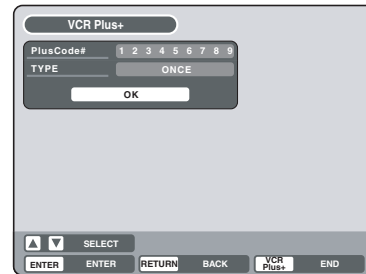 VCR Plus+
PlusCode# 1 2 3 4 5 6 7 8 9
TYPE ONCE
OK
▲ ▼ SELECT
ENTER ENTER RETURN BACK VCR Plus+ END